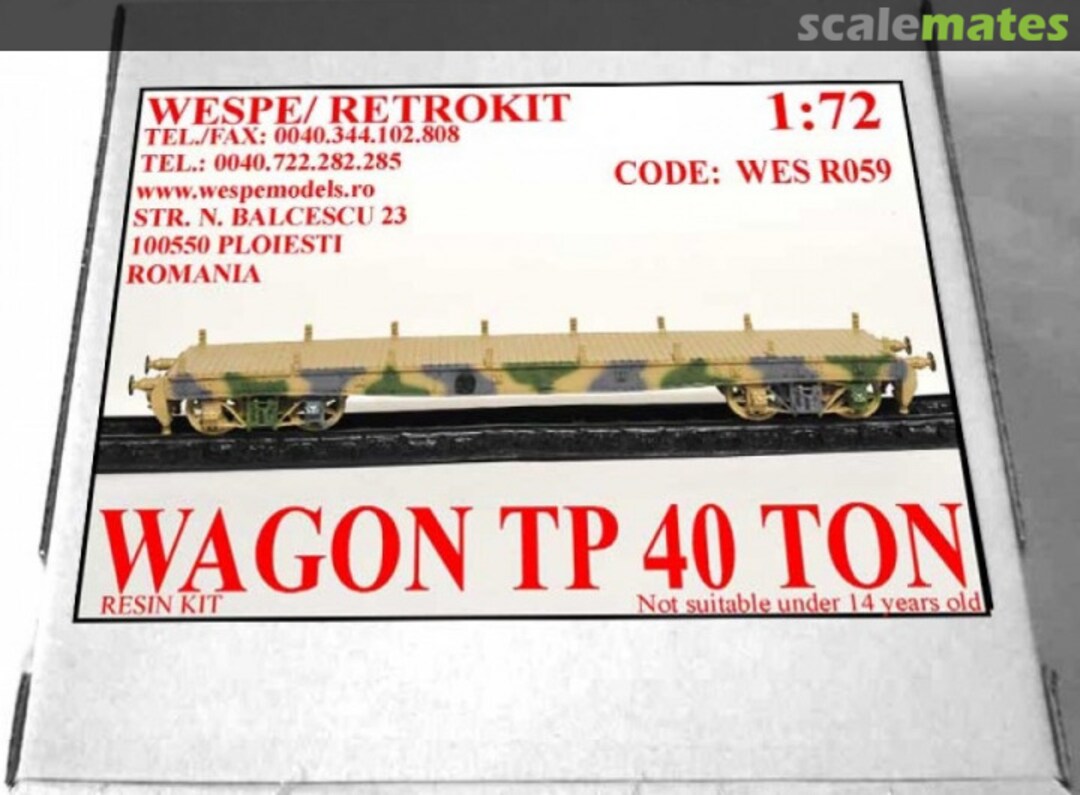 scalemates
WESPE/ RETROKIT
1:72
TEL./FAX: 0040.344.102.808
TEL.: 0040.722.282.285
CODE: WES R059
www.wespemodels.ro
STR. N. BALCESCU 23
100550 PLOIESTI
ROMANIA
WAGON TP 40 TON
RESIN KIT
Not suitable under 14 years old